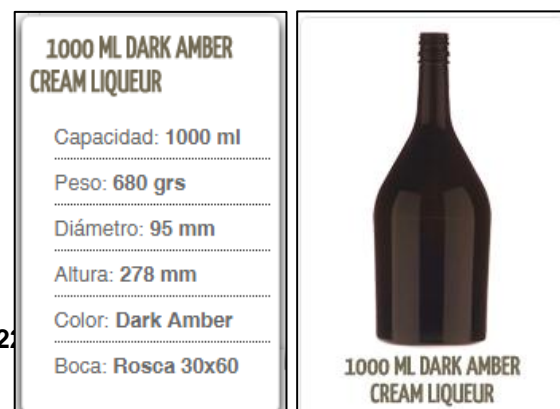 1000 ML DARK AMBER
CREAM LIQUEUR
Capacidad: 1000 ml
Peso: 680 grs
Diámetro: 95 mm
Altura: 278 mm
Color: Dark Amber
Boca: Rosca 30x60
1000 ML DARK AMBER
CREAM LIQUEUR